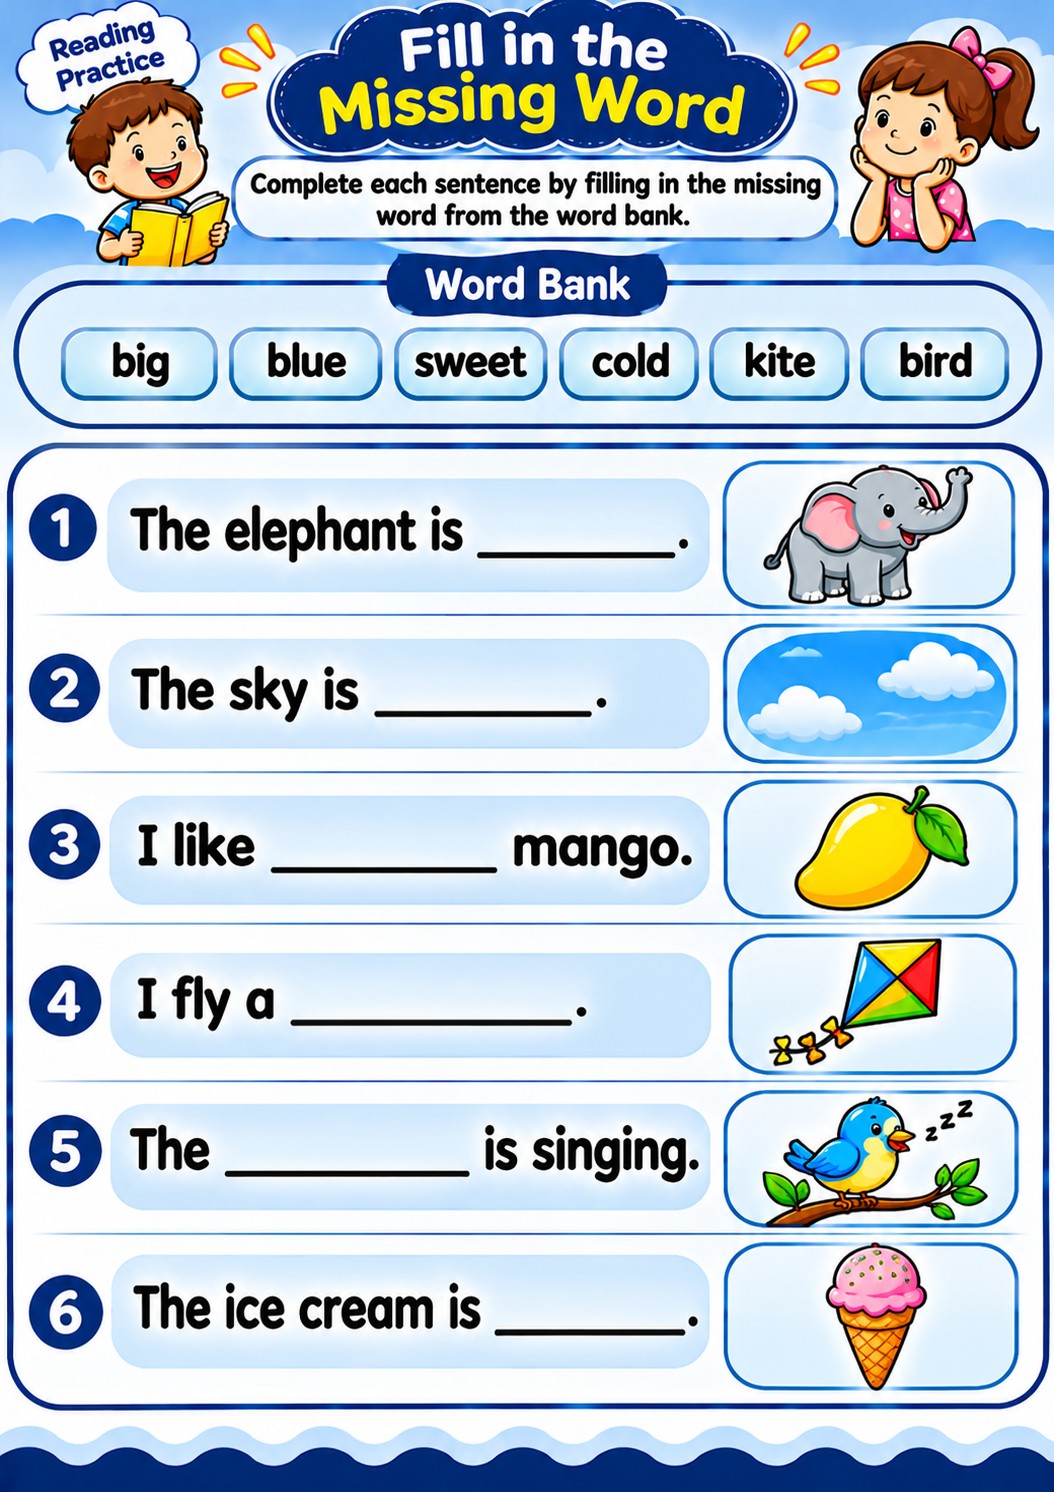 Reading
Practice
Fill in the
Missing Word
Complete each sentence by filling in the missing
word from the word bank.
Word Bank
big blue sweet cold kite bird
1 The elephant is ________.
2 The sky is ________.
3 I like ________ mango.
4 I fly a ________.
5 The ________ is singing.
z z z
6 The ice cream is ________.